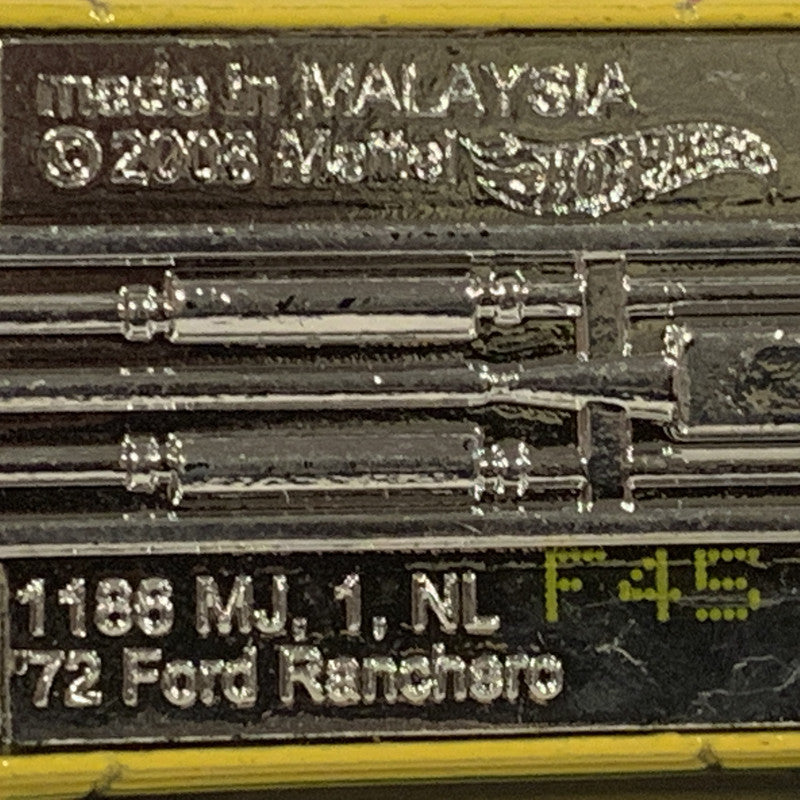 made in MALAYSIA
©2008 Mattel
1186 MJ, 1, NL F45
'72 Ford Ranchero